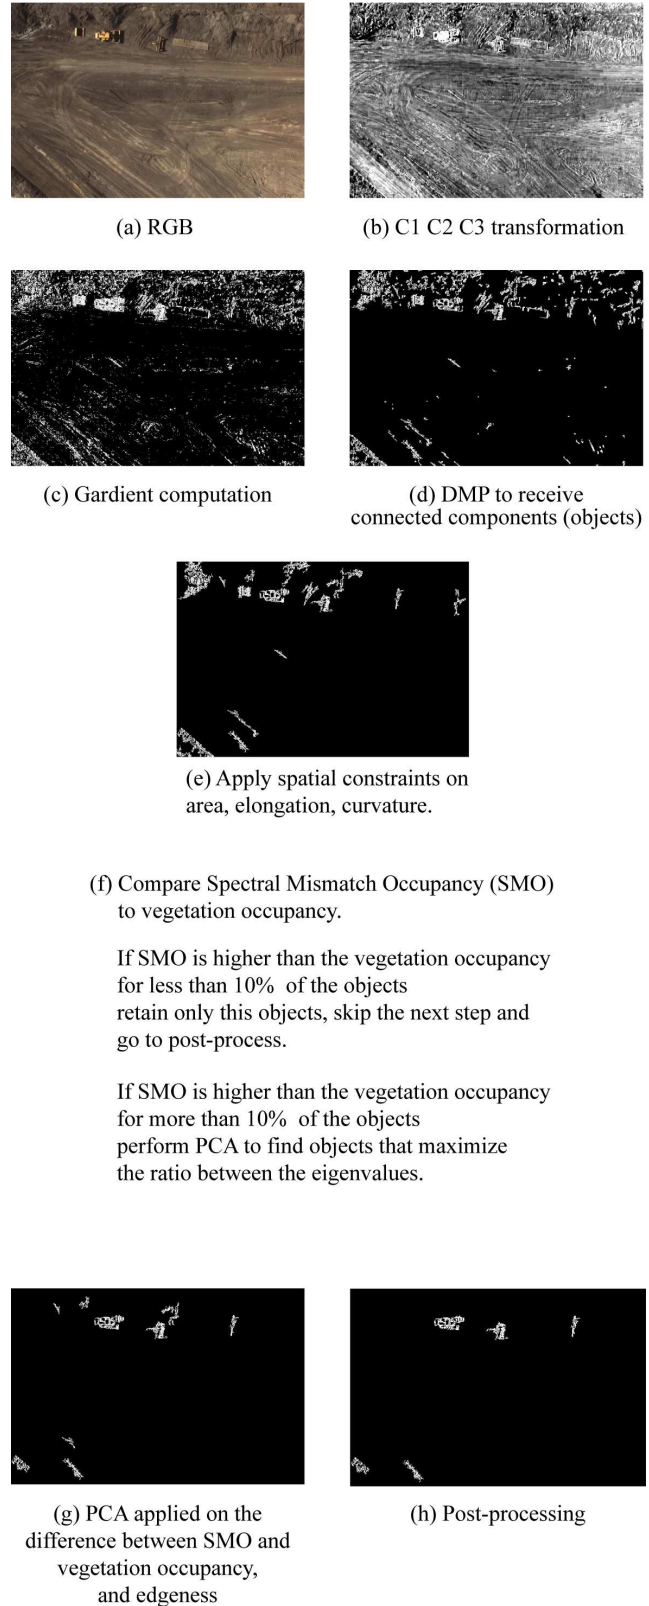 (a) RGB
(b) C1 C2 C3 transformation
(c) Gardient computation
(d) DMP to receive
connected components (objects)
(e) Apply spatial constraints on
area, elongation, curvature.
(f) Compare Spectral Mismatch Occupancy (SMO)
to vegetation occupancy.
If SMO is higher than the vegetation occupancy
for less than 10% of the objects
retain only this objects, skip the next step and
go to post-process.
If SMO is higher than the vegetation occupancy
for more than 10% of the objects
perform PCA to find objects that maximize
the ratio between the eigenvalues.
(g) PCA applied on the
difference between SMO and
vegetation occupancy,
and edgeness
(h) Post-processing